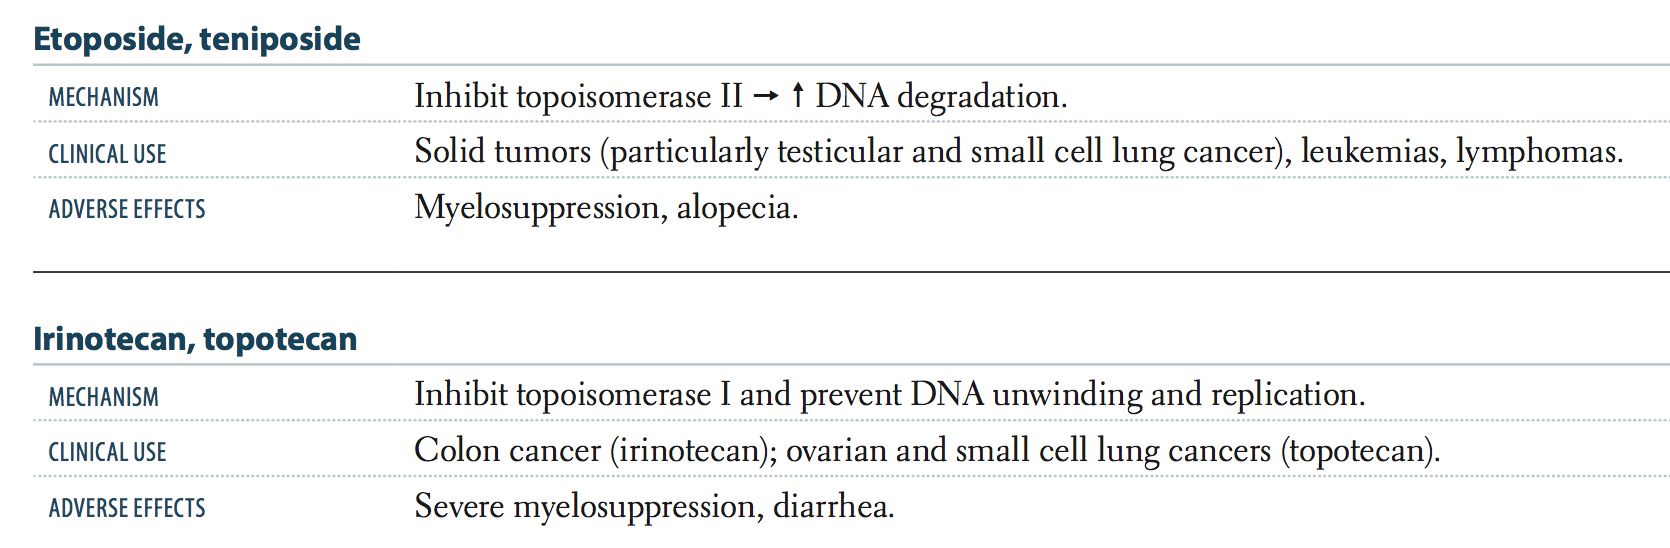 Etoposide, teniposide
MECHANISM Inhibit topoisomerase II → ↑ DNA degradation.
CLINICAL USE Solid tumors (particularly testicular and small cell lung cancer), leukemias, lymphomas.
ADVERSE EFFECTS Myelosuppression, alopecia.
Irinotecan, topotecan
MECHANISM Inhibit topoisomerase I and prevent DNA unwinding and replication.
CLINICAL USE Colon cancer (irinotecan); ovarian and small cell lung cancers (topotecan).
ADVERSE EFFECTS Severe myelosuppression, diarrhea.